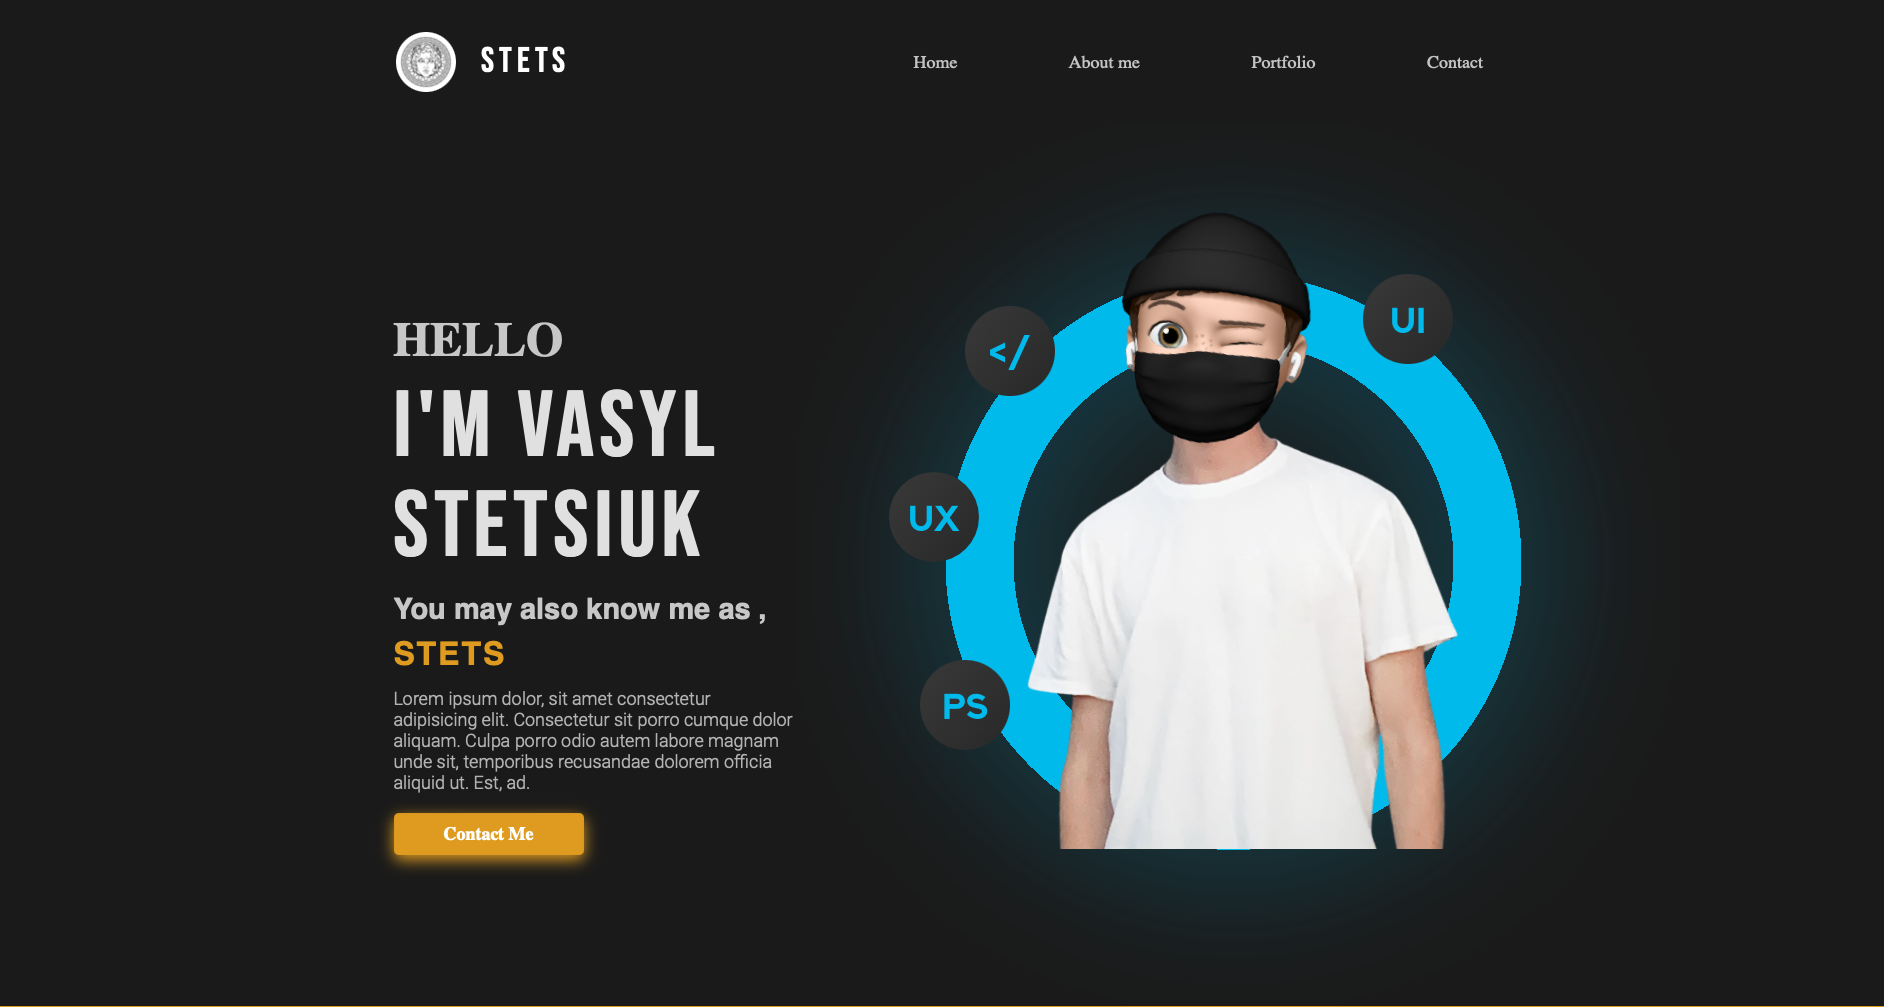 STETS
Home
About me
Portfolio
Contact
HELLO
I'M VASYL
STETSIUK
You may also know me as ,
STETS
Lorem ipsum dolor, sit amet consectetur
adipisicing elit. Consectetur sit porro cumque dolor
aliquam. Culpa porro odio autem labore magnam
unde sit, temporibus recusandae dolorem officia
aliquid ut. Est, ad.
Contact Me
</
UI
UX
PS